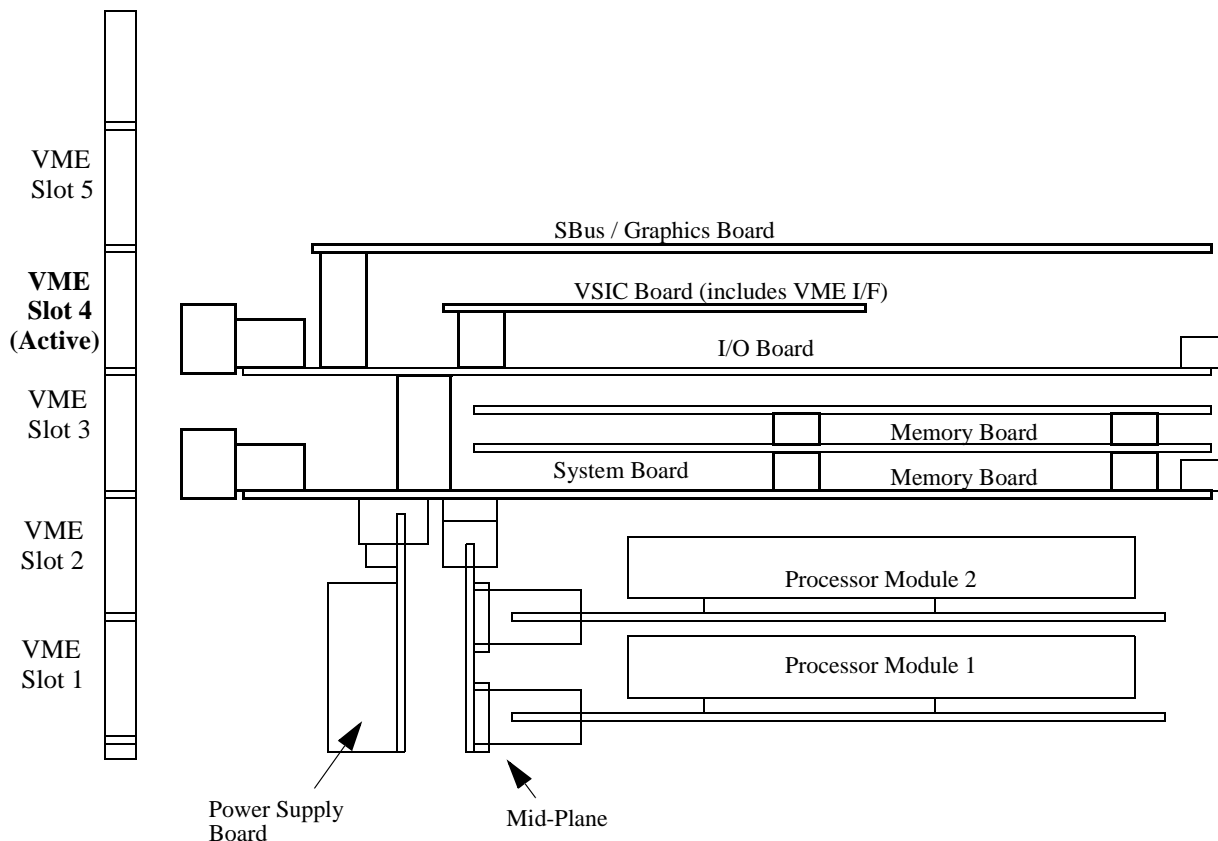 VME
Slot 5
SBus / Graphics Board
VME
Slot 4
(Active)
VSIC Board (includes VME I/F)
I/O Board
VME
Slot 3
Memory Board
System Board
Memory Board
VME
Slot 2
Processor Module 2
VME
Slot 1
Processor Module 1
Power Supply
Board
Mid-Plane